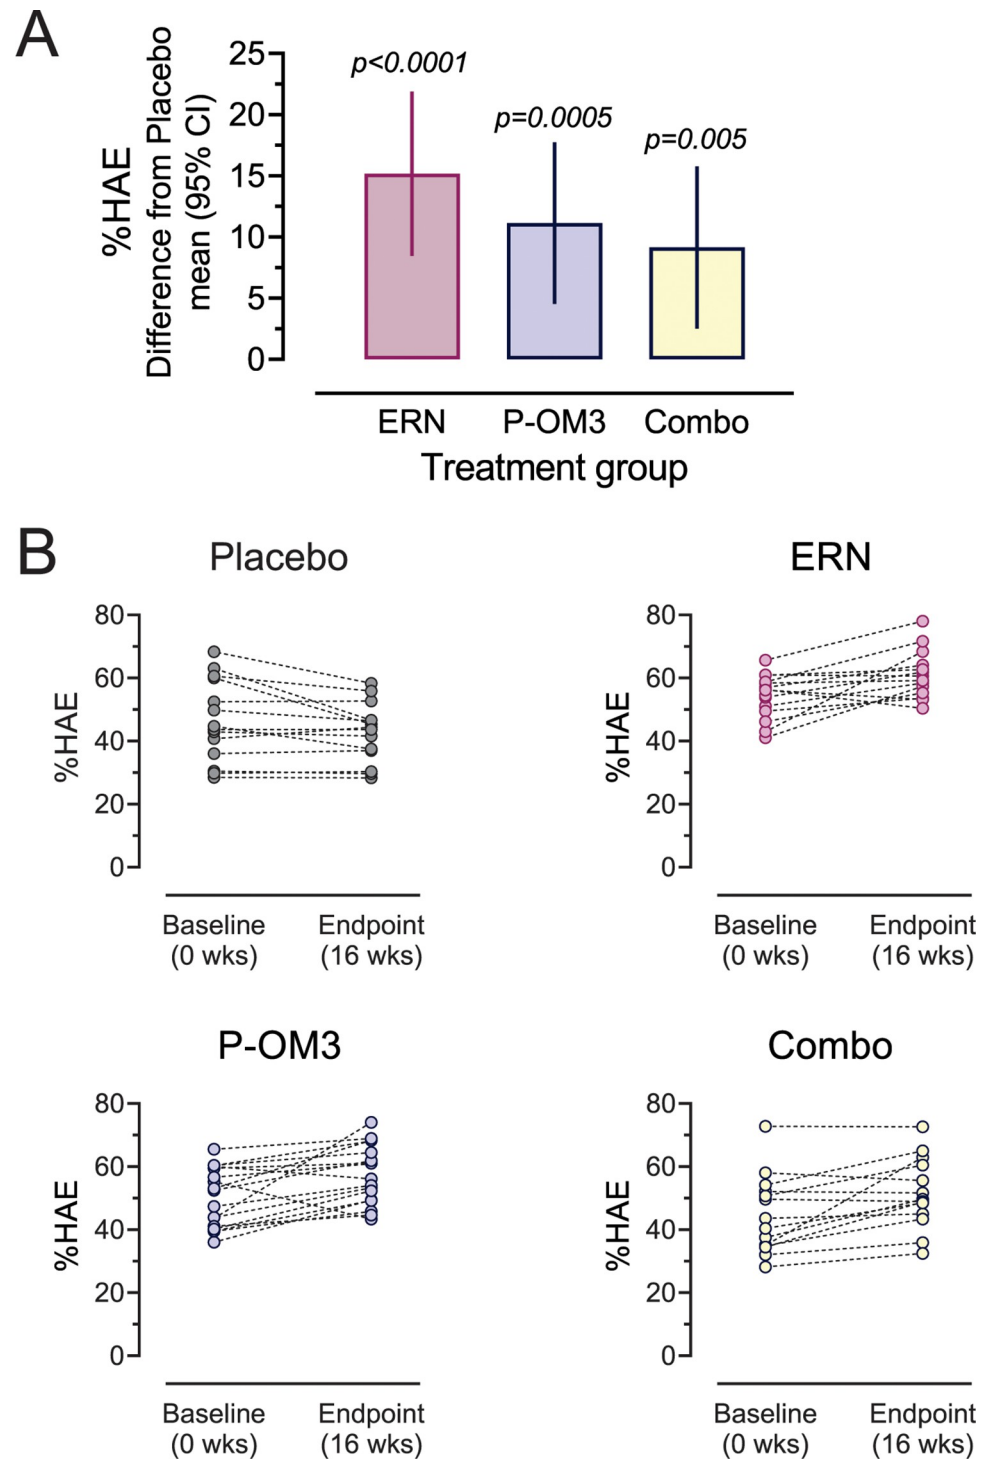 A
%HAE
Difference from Placebo
mean (95% CI)
25
20
15
10
5
0
p<0.0001
p=0.0005
p=0.005
ERN
P-OM3
Combo
Treatment group
B
Placebo
%HAE
80
60
40
20
0
Baseline
(0 wks)
Endpoint
(16 wks)
ERN
%HAE
80
60
40
20
0
Baseline
(0 wks)
Endpoint
(16 wks)
P-OM3
%HAE
80
60
40
20
0
Baseline
(0 wks)
Endpoint
(16 wks)
Combo
%HAE
80
60
40
20
0
Baseline
(0 wks)
Endpoint
(16 wks)